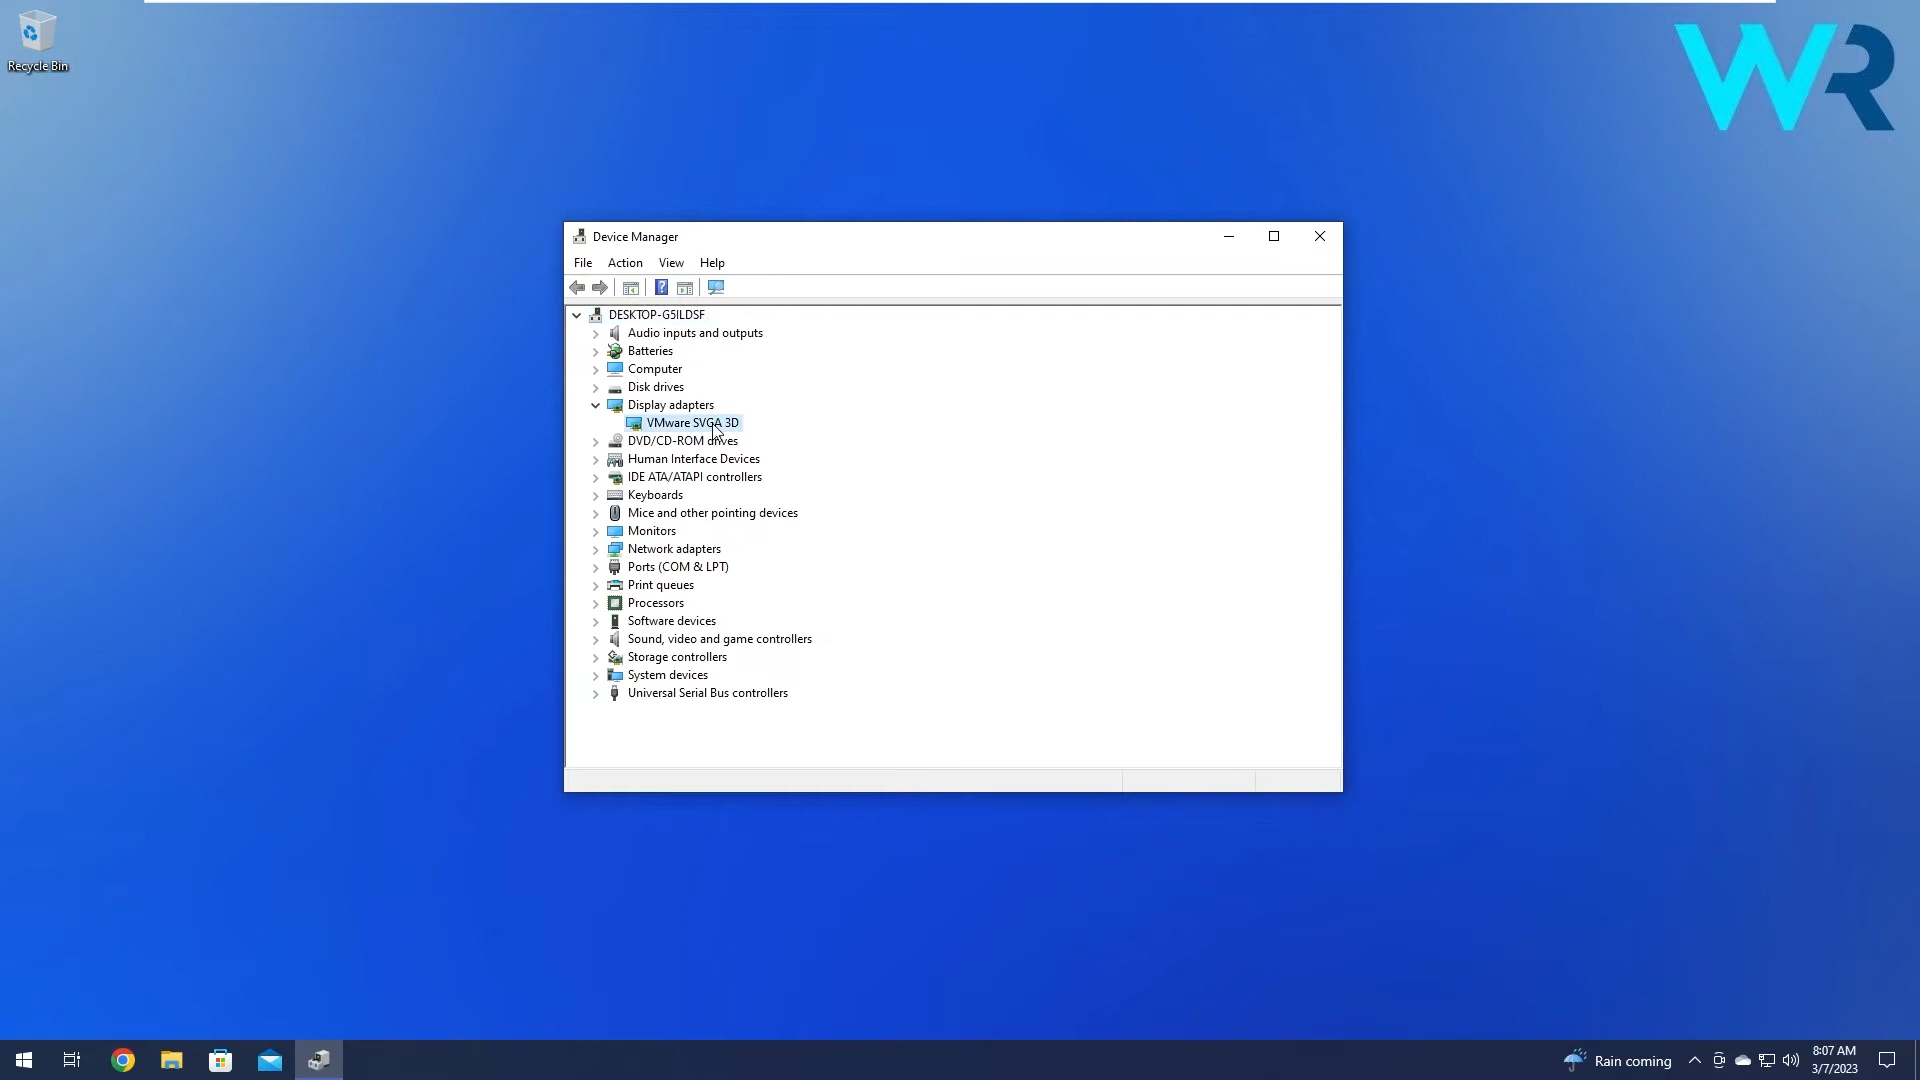 Recycle Bin
WR
Device Manager
File Action View Help
DESKTOP-G5ILDSF
Audio inputs and outputs
Batteries
Computer
Disk drives
Display adapters
VMware SVGA 3D
DVD/CD-ROM drives
Human Interface Devices
IDE ATA/ATAPI controllers
Keyboards
Mice and other pointing devices
Monitors
Network adapters
Ports (COM & LPT)
Print queues
Processors
Software devices
Sound, video and game controllers
Storage controllers
System devices
Universal Serial Bus controllers
Rain coming
8:07 AM
3/7/2023